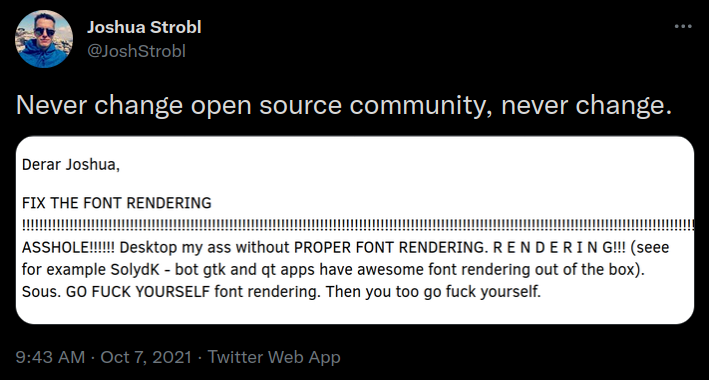 Joshua Strobl
@JoshStrobl
Never change open source community, never change.
Derar Joshua,
FIX THE FONT RENDERING
!!!!!!!!!!!!!!!!!!!!!!!!!!!!!!!!!!!!!!!!!!!!!!!!!!!!!!!!!!!!!!!!!!!!!!!!!!!!!!!!!!!!!!!!!!!!!!!!!!!!!!!!!!!!!!!!!!!!!!!!!!!!!!!!!!!!!!!!!!!!!!!!!!!!!!!!!!!!
ASSHOLE!!!!!! Desktop my ass without PROPER FONT RENDERING. R E N D E R I N G!!! (seee
for example SolydK - bot gtk and qt apps have awesome font rendering out of the box).
Sous. GO FUCK YOURSELF font rendering. Then you too go fuck yourself.
9:43 AM · Oct 7, 2021 · Twitter Web App